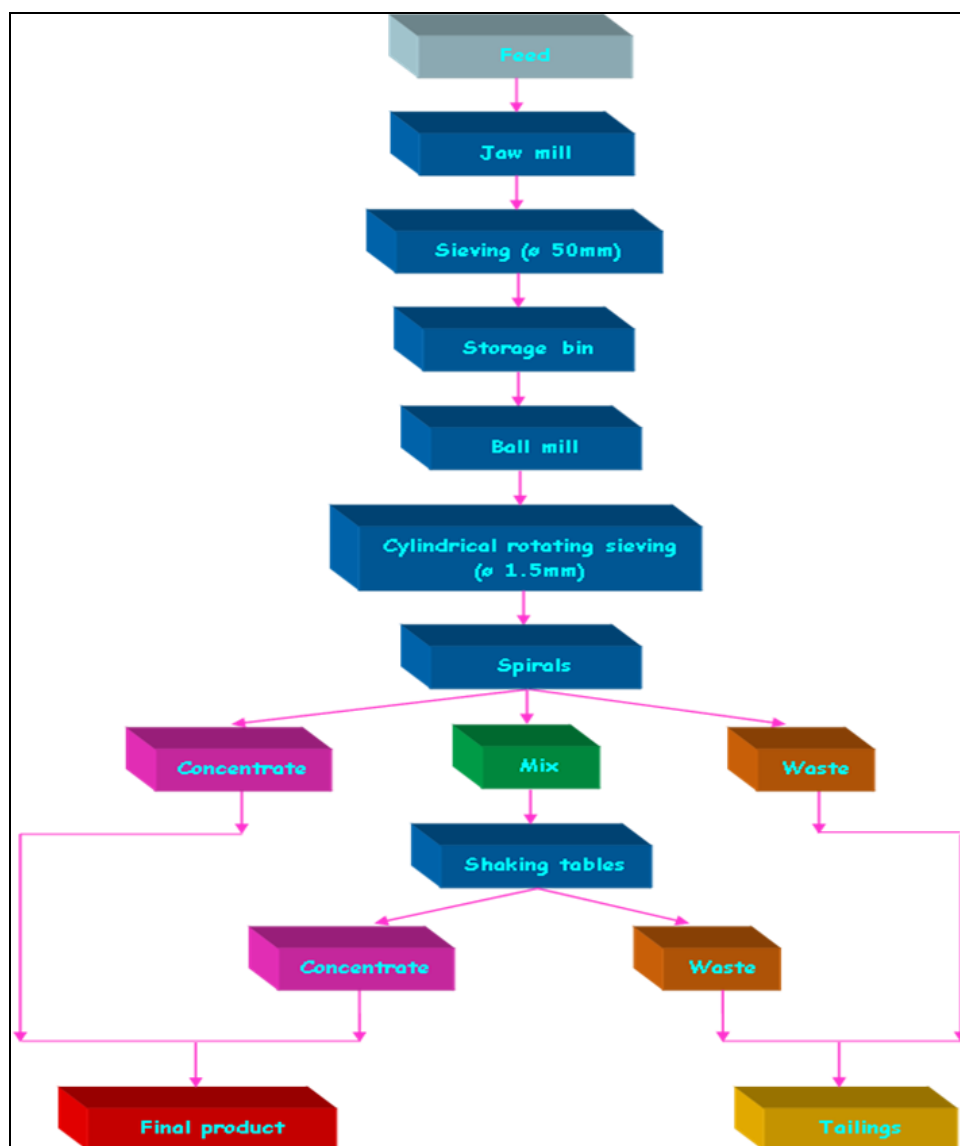 Feed
Jaw mill
Sieving (ø 50mm)
Storage bin
Ball mill
Cylindrical rotating sieving
(ø 1.5mm)
Spirals
Concentrate
Mix
Waste
Shaking tables
Concentrate
Waste
Final product
Tailings